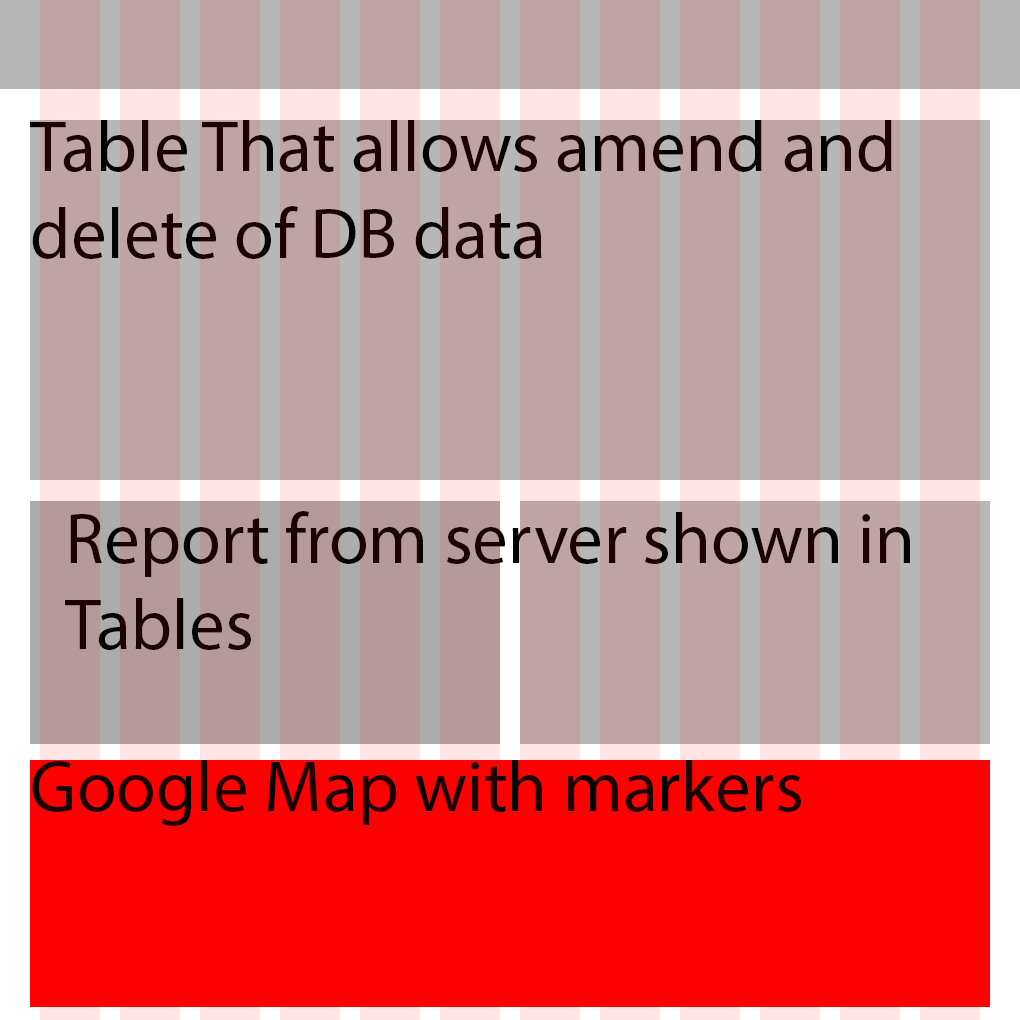 Table That allows amend and
delete of DB data
Report from server shown in
Tables
Google Map with markers